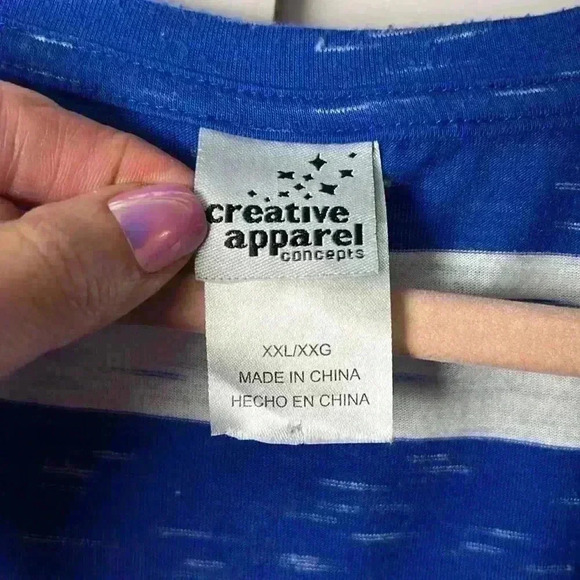 creative
apparel
concepts
XXL/XXG
MADE IN CHINA
HECHO EN CHINA